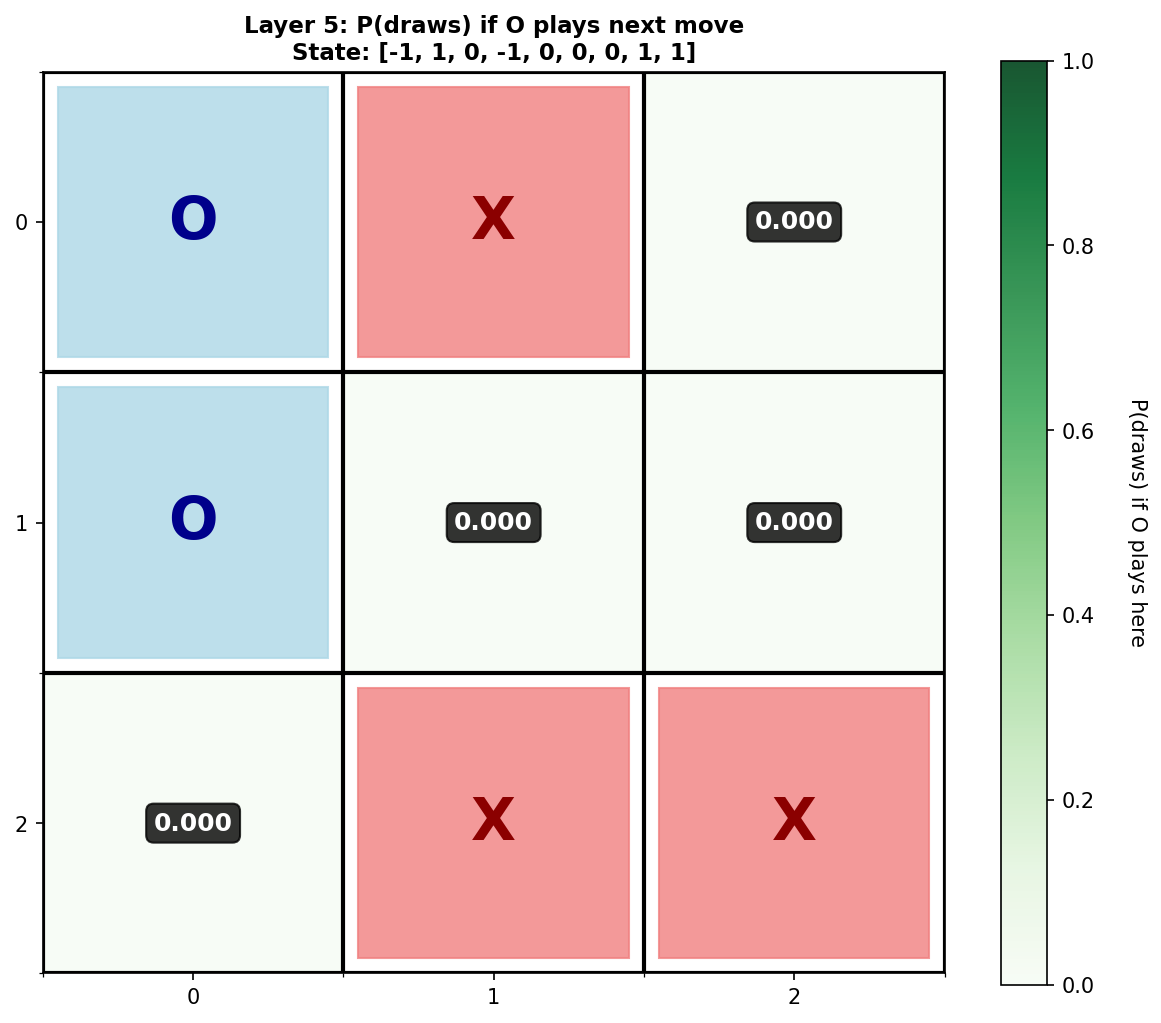 Layer 5: P(draws) if O plays next move
State: [-1, 1, 0, -1, 0, 0, 0, 1, 1]
0
O
X
0.000
1
O
0.000
0.000
2
0.000
X
X
0
1
2
1.0
0.8
0.6
0.4
0.2
0.0
P(draws) if O plays here